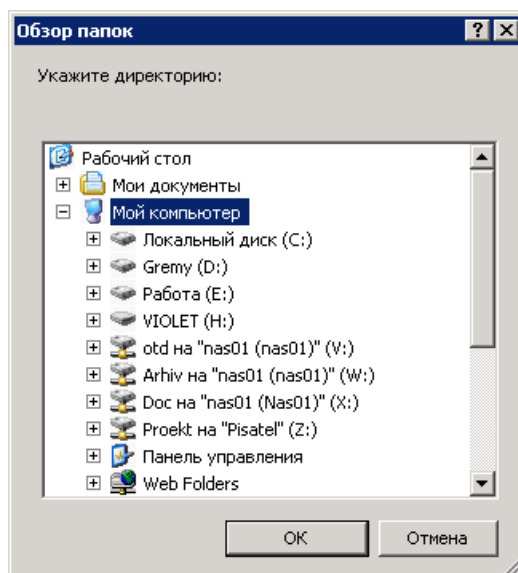 Обзор папок
Укажите директорию:
Рабочий стол
Мои документы
Мой компьютер
Локальный диск (C:)
Gremy (D:)
Работа (E:)
VIOLET (H:)
otd на "nas01 (nas01)" (V:)
Arhiv на "nas01 (nas01)" (W:)
Doc на "nas01 (Nas01)" (X:)
Proekt на "Pisatel" (Z:)
Панель управления
Web Folders
ОК Отмена